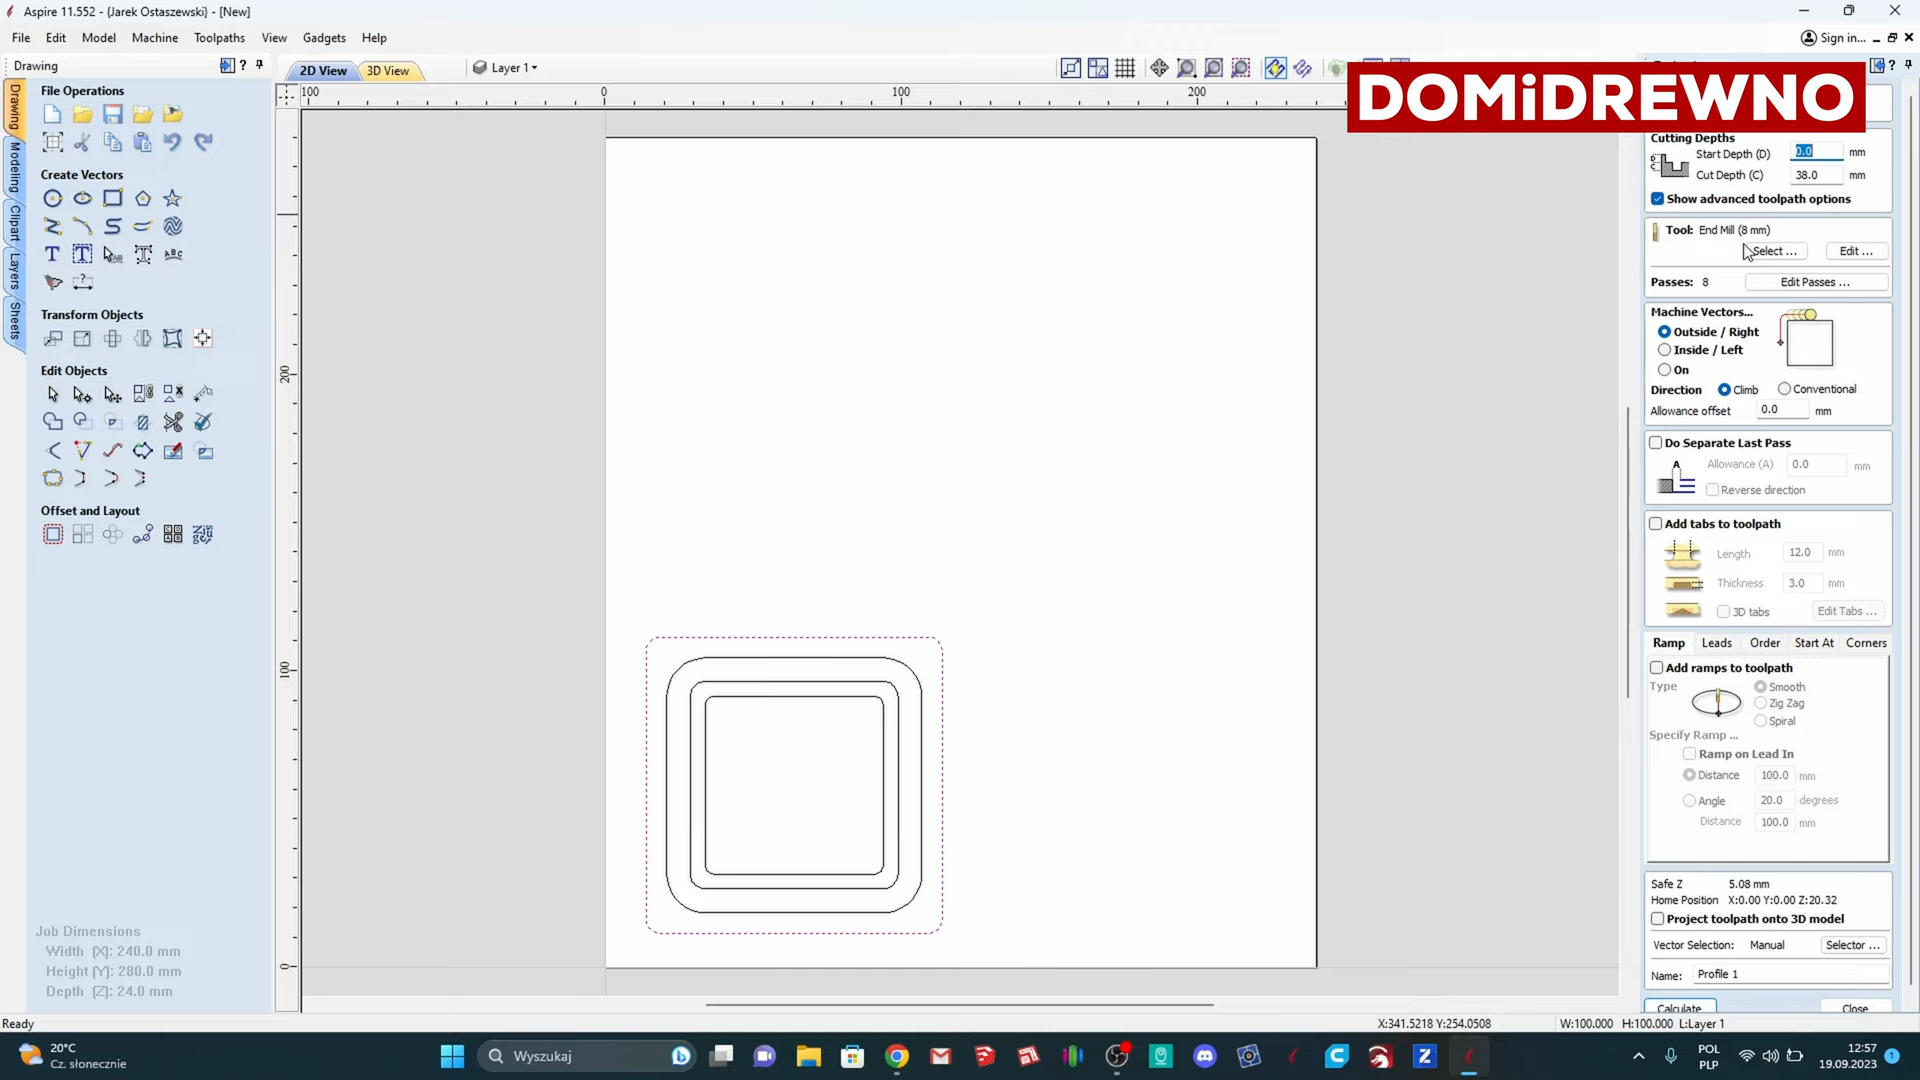 Aspire 11.552 - {Jarek Ostaszewski} - [New]
File Edit Model Machine Toolpaths View Gadgets Help
Sign in...
Drawing
2D View 3D View Layer 1
DOMiDREWNO
File Operations
Create Vectors
Transform Objects
Edit Objects
Offset and Layout
Drawing
Modeling
Clipart
Layers
Sheets
100 0 100 200
200
100
0
Job Dimensions
Width (X): 240.0 mm
Height (Y): 280.0 mm
Depth (Z): 24.0 mm
Cutting Depths
Start Depth (D) 0.0 mm
Cut Depth (C) 38.0 mm
Show advanced toolpath options
Tool: End Mill (8 mm)
Select ... Edit ...
Passes: 8 Edit Passes ...
Machine Vectors...
Outside / Right
Inside / Left
On
Direction Climb Conventional
Allowance offset 0.0 mm
Do Separate Last Pass
A Allowance (A) 0.0 mm
Reverse direction
Add tabs to toolpath
Length 12.0 mm
Thickness 3.0 mm
3D tabs Edit Tabs ...
Ramp Leads Order Start At Corners
Add ramps to toolpath
Type Smooth
Zig Zag
Spiral
Specify Ramp ...
Ramp on Lead In
Distance 100.0 mm
Angle 20.0 degrees
Distance 100.0 mm
Safe Z 5.08 mm
Home Position X:0.00 Y:0.00 Z:20.32
Project toolpath onto 3D model
Vector Selection: Manual Selector ...
Name: Profile 1
Calculate Close
Ready X:341.5218 Y:254.0508 W:100.000 H:100.000 L:Layer 1
20°C
Cz. słonecznie
Wyszukaj
POL
PLP
12:57
19.09.2023